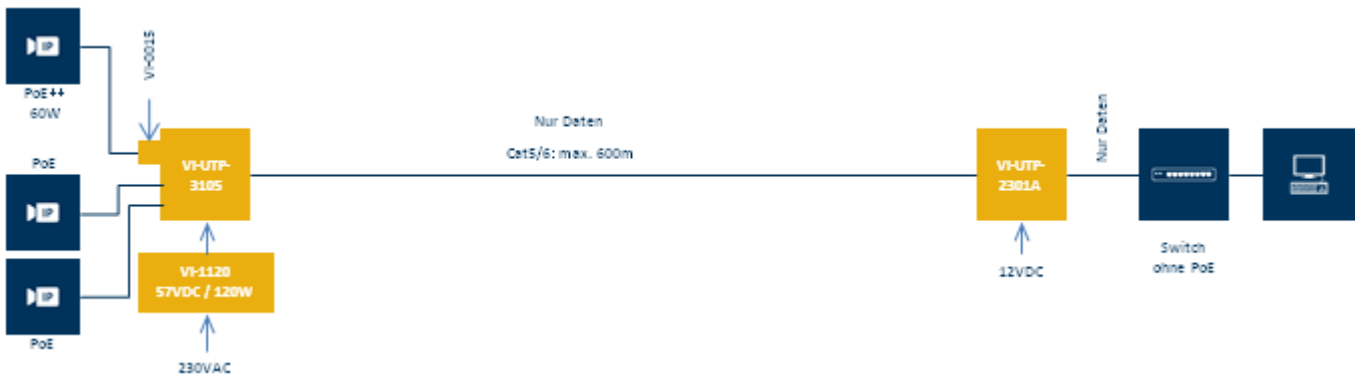 IP
PoE++
60W
VI-0015
PoE
IP
IP
PoE
VI-UTP-
3105
VI-1120
57VDC / 120W
230VAC
Nur Daten
Cat5/6: max. 600m
VI-UTP-
2301A
12VDC
Nur Daten
Switch
ohne PoE